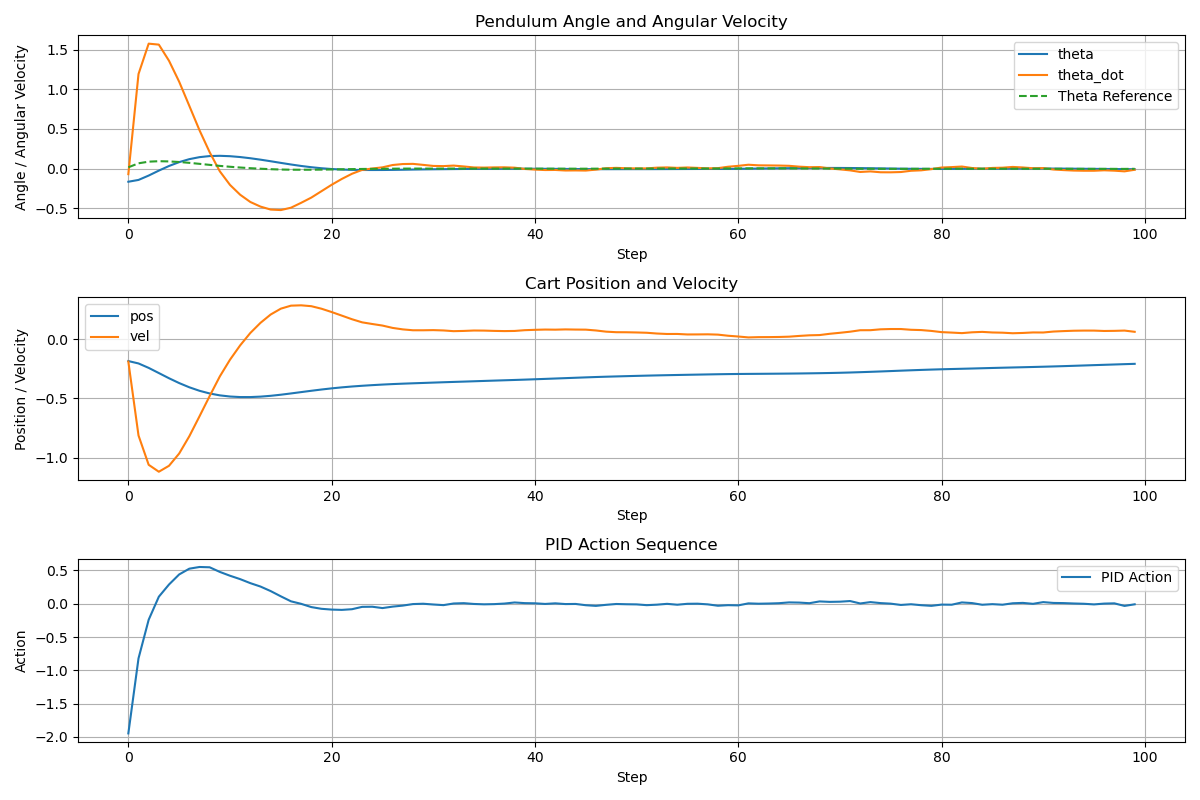 Pendulum Angle and Angular Velocity
Angle / Angular Velocity
1.5
1.0
0.5
0.0
−0.5
theta
theta_dot
Theta Reference
0 20 40 60 80 100
Step
Cart Position and Velocity
Position / Velocity
0.0
−0.5
−1.0
pos
vel
0 20 40 60 80 100
Step
PID Action Sequence
Action
0.5
0.0
−0.5
−1.0
−1.5
−2.0
PID Action
0 20 40 60 80 100
Step